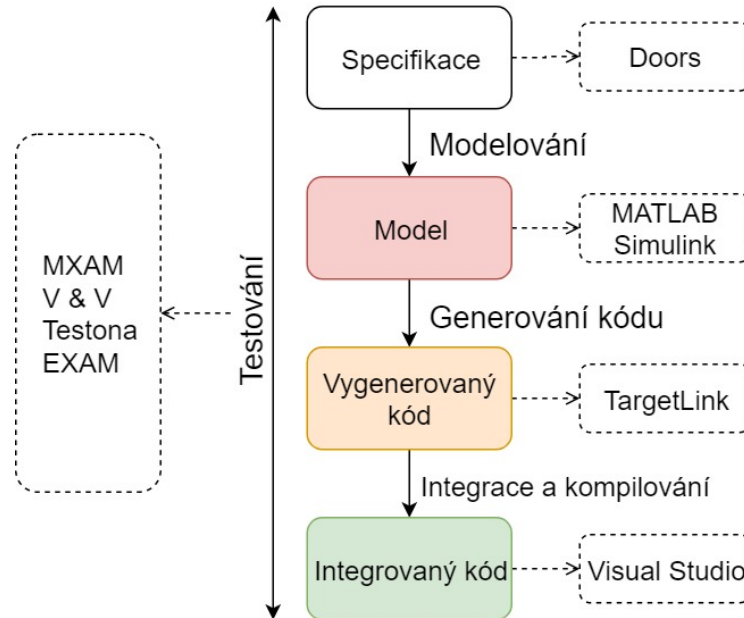 Specifikace
Doors
Modelování
Model
MATLAB
Simulink
Generování kódu
Vygenerovaný
kód
TargetLink
Integrace a kompilování
Integrovaný kód
Visual Studio
Testování
MXAM
V & V
Testona
EXAM